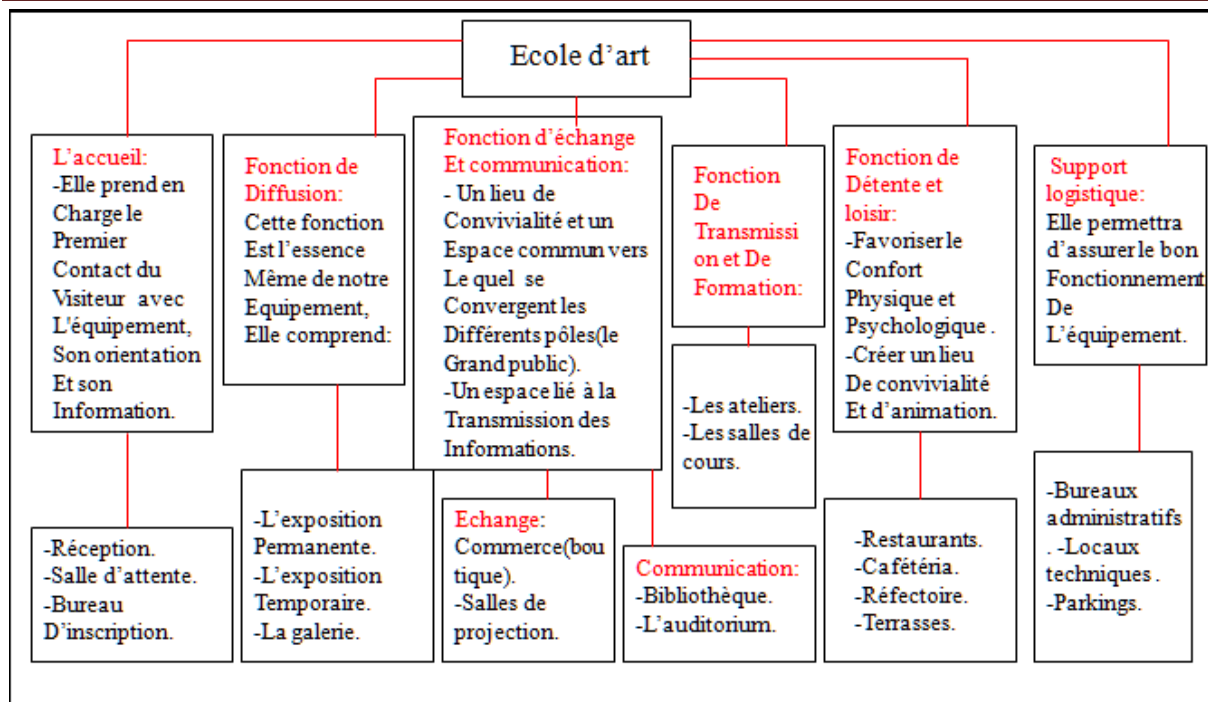 Ecole d'art
L'accueil:
-Elle prend en
Charge le
Premier
Contact du
Visiteur avec
L'équipement,
Son orientation
Et son
Information.
Fonction de
Diffusion:
Cette fonction
Est l'essence
Même de notre
Equipement,
Elle comprend:
Fonction d'échange
Et communication:
- Un lieu de
Convivialité et un
Espace commun vers
Le quel se
Convergent les
Différents pôles(le
Grand public).
-Un espace lié à la
Transmission des
Informations.
Fonction
De
Transmissi
on et De
Formation:
Fonction de
Détente et
loisir:
-Favoriser le
Confort
Physique et
Psychologique.
-Créer un lieu
De convivialité
Et d'animation.
Support
logistique:
Elle permettra
d'assurer le bon
Fonctionnement
De
L'équipement.
-Réception.
-Salle d'attente.
-Bureau
D'inscription.
-L'exposition
Permanente.
-L'exposition
Temporaire.
-La galerie.
Echange:
Commerce(bou
tique).
-Salles de
projection.
Communication:
-Bibliothèque.
-L'auditorium.
-Les ateliers.
-Les salles de
cours.
-Restaurants.
-Cafétéria.
-Réfectoire.
-Terrasses.
-Bureaux
administratifs
. -Locaux
techniques.
-Parkings.